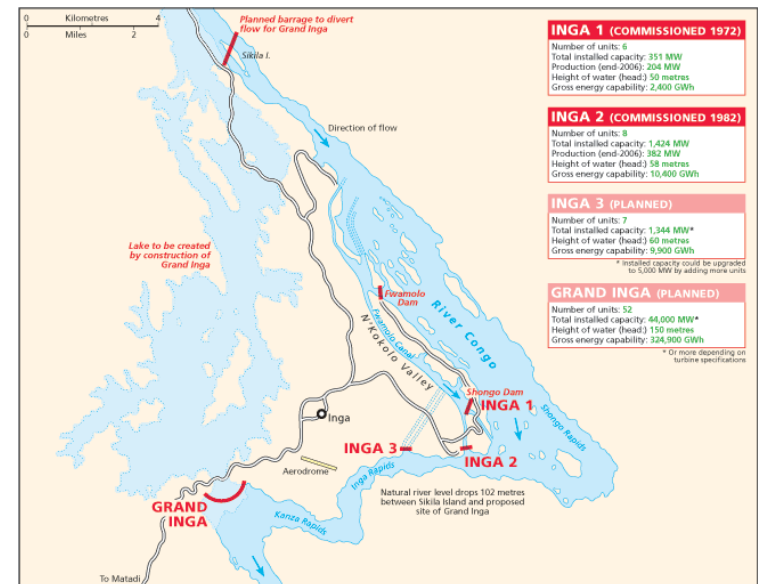 0 Kilometres 4
0 Miles 2
Planned barrage to divert
flow for Grand Inga
Sikila I.
Direction of flow
Lake to be created
by construction of
Grand Inga
Fwamolo
Dam
Fwamolo Canal
N'Kokolo Valley
River Congo
Shongo Dam
INGA 1
Shongo Rapids
Inga
INGA 3
INGA 2
Aerodrome
Inga Rapids
GRAND
INGA
Kanza Rapids
Natural river level drops 102 metres
between Sikila Island and proposed
site of Grand Inga
To Matadi
INGA 1 (COMMISSIONED 1972)
Number of units: 6
Total installed capacity: 351 MW
Production (end-2006): 204 MW
Height of water (head:) 50 metres
Gross energy capability: 2,400 GWh
INGA 2 (COMMISSIONED 1982)
Number of units: 8
Total installed capacity: 1,424 MW
Production (end-2006): 382 MW
Height of water (head:) 58 metres
Gross energy capability: 10,400 GWh
INGA 3 (PLANNED)
Number of units: 7
Total installed capacity: 1,344 MW*
Height of water (head:) 60 metres
Gross energy capability: 9,900 GWh
* Installed capacity could be upgraded
to 5,000 MW by adding more units
GRAND INGA (PLANNED)
Number of units: 52
Total installed capacity: 44,000 MW*
Height of water (head:) 150 metres
Gross energy capability: 324,900 GWh
* Or more depending on
turbine specifications